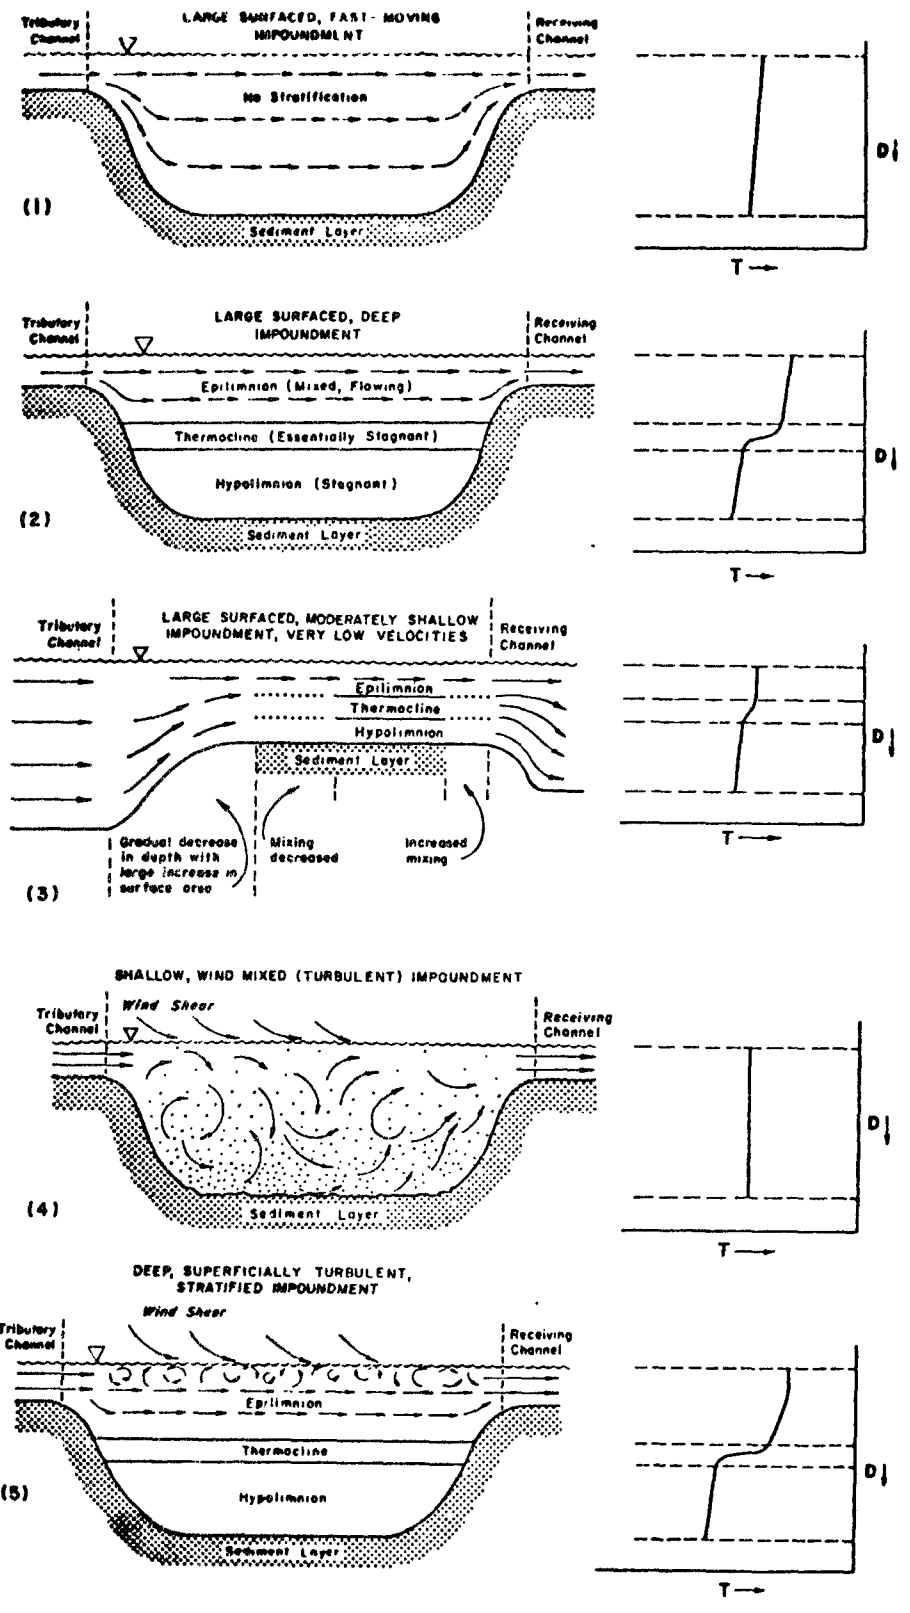 Tributary
Channel
LARGE SURFACED, FAST-MOVING
IMPOUNDMENT
Receiving
Channel
No Stratification
(1)
Sediment Layer
D
T
Tributary
Channel
LARGE SURFACED, DEEP
IMPOUNDMENT
Receiving
Channel
Epilimnion (Mixed, Flowing)
Thermocline (Essentially Stagnant)
Hypolimnion (Stagnant)
(2)
Sediment Layer
D
T
Tributary
Channel
LARGE SURFACED, MODERATELY SHALLOW
IMPOUNDMENT, VERY LOW VELOCITIES
Receiving
Channel
Epilimnion
Thermocline
Hypolimnion
Sediment Layer
Gradual decrease
in depth with
large increase in
surface area
Mixing
decreased
Increased
mixing
(3)
D
T
SHALLOW, WIND MIXED (TURBULENT) IMPOUNDMENT
Tributary
Channel
Wind Shear
Receiving
Channel
(4)
Sediment Layer
D
T
DEEP, SUPERFICIALLY TURBULENT,
STRATIFIED IMPOUNDMENT
Wind Shear
Tributary
Channel
Receiving
Channel
Epilimnion
Thermocline
Hypolimnion
(5)
Sediment Layer
D
T